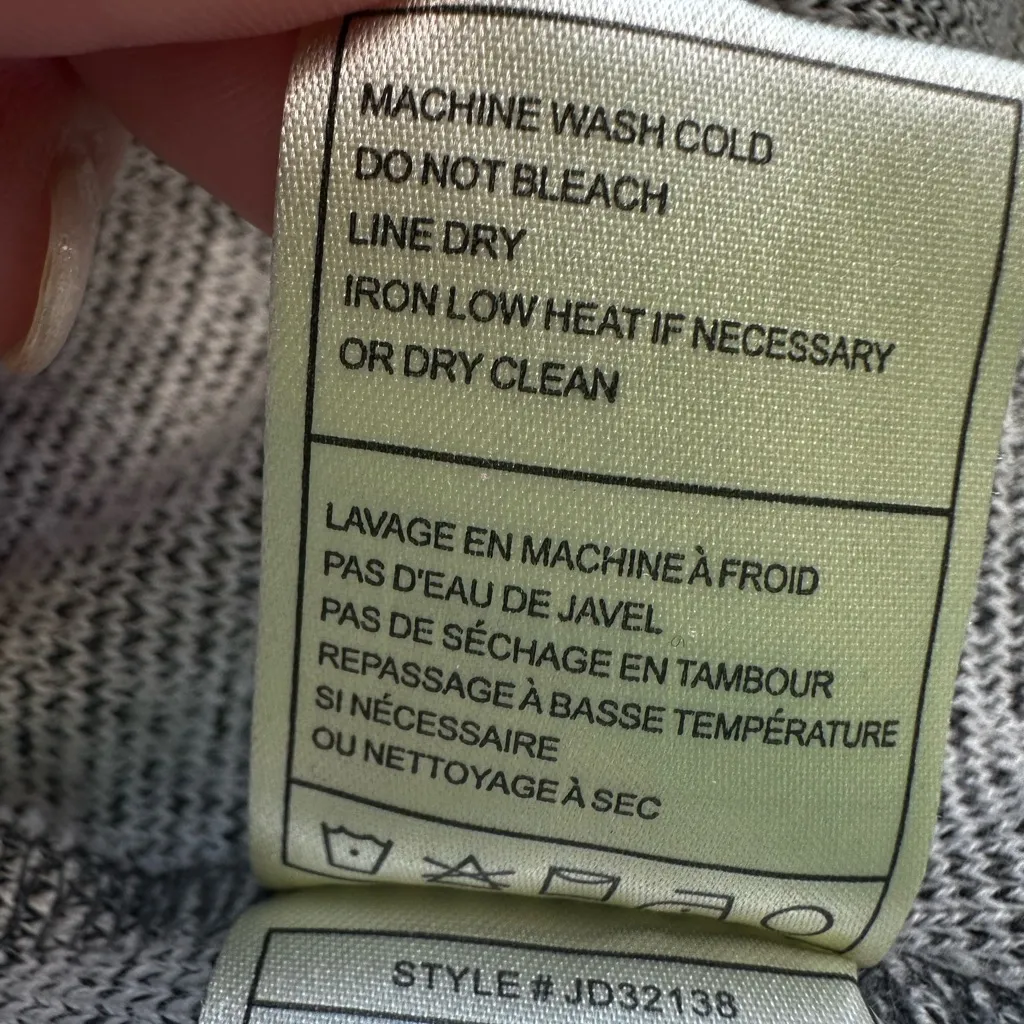 MACHINE WASH COLD
DO NOT BLEACH
LINE DRY
IRON LOW HEAT IF NECESSARY
OR DRY CLEAN
LAVAGE EN MACHINE À FROID
PAS D'EAU DE JAVEL
PAS DE SÉCHAGE EN TAMBOUR
REPASSAGE À BASSE TEMPÉRATURE
SI NÉCESSAIRE
OU NETTOYAGE À SEC
STYLE # JD32138